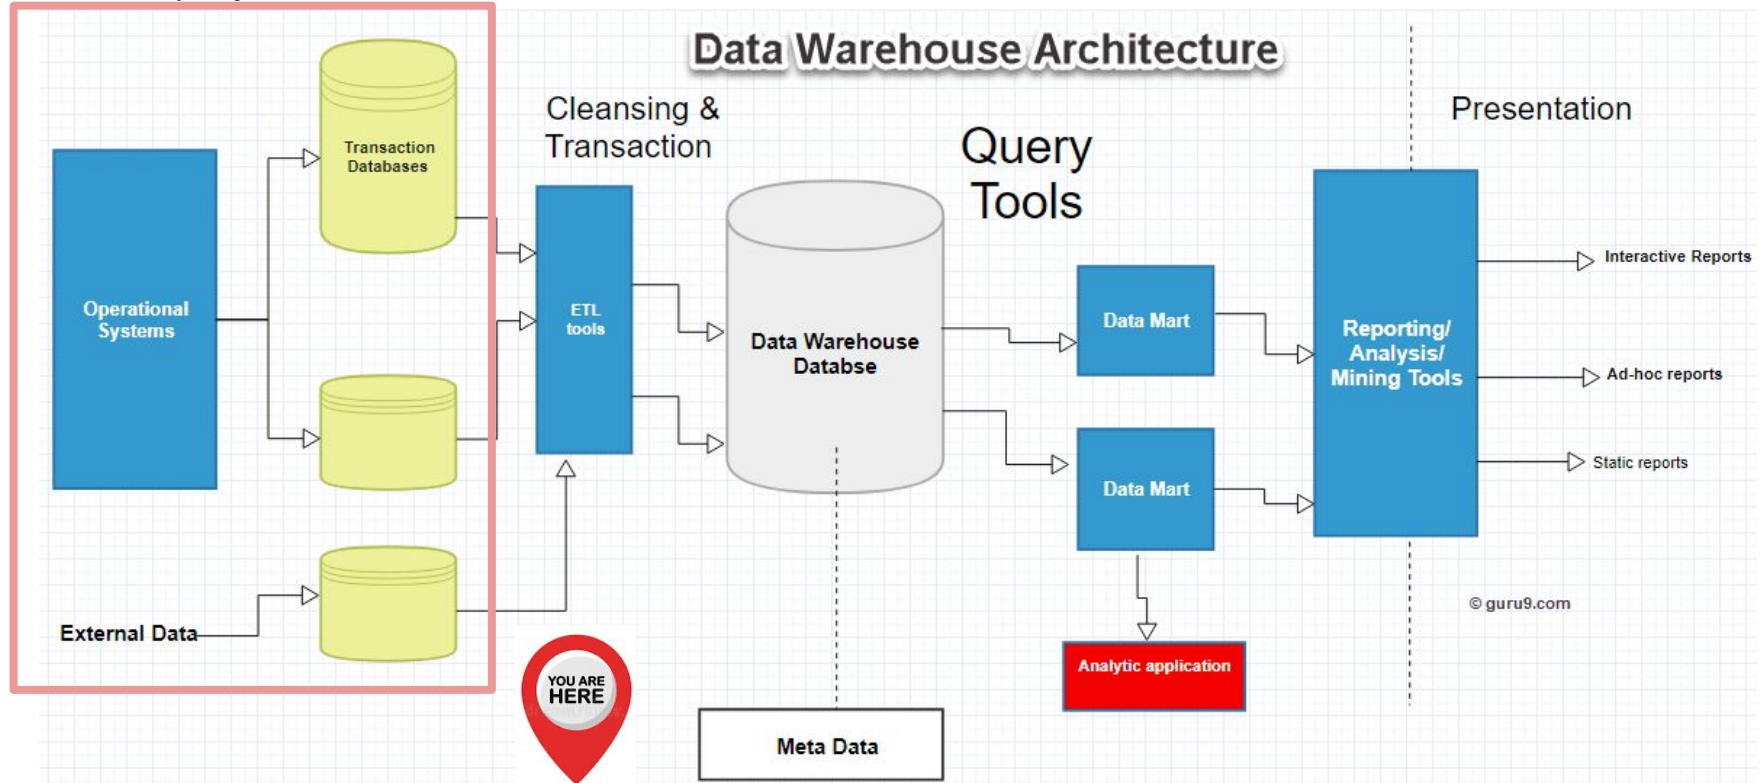 Data Warehouse Architecture
Cleansing &
Transaction
Query
Tools
Presentation
Transaction
Databases
Operational
Systems
ETL
tools
Data Warehouse
Databse
Data Mart
Data Mart
Reporting/
Analysis/
Mining Tools
Interactive Reports
Ad-hoc reports
Static reports
© guru9.com
External Data
YOU ARE
HERE
Analytic application
Meta Data